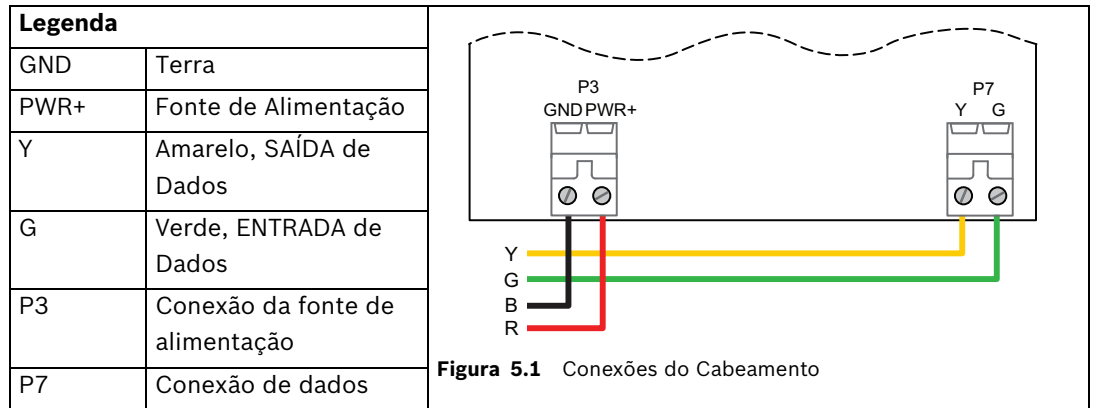 Legenda
GND Terra
PWR+ Fonte de Alimentação
Y Amarelo, SAÍDA de
Dados
G Verde, ENTRADA de
Dados
P3 Conexão da fonte de
alimentação
P7 Conexão de dados
P3
GND PWR+
P7
Y G
Y
G
B
R
Figura 5.1 Conexões do Cabeamento